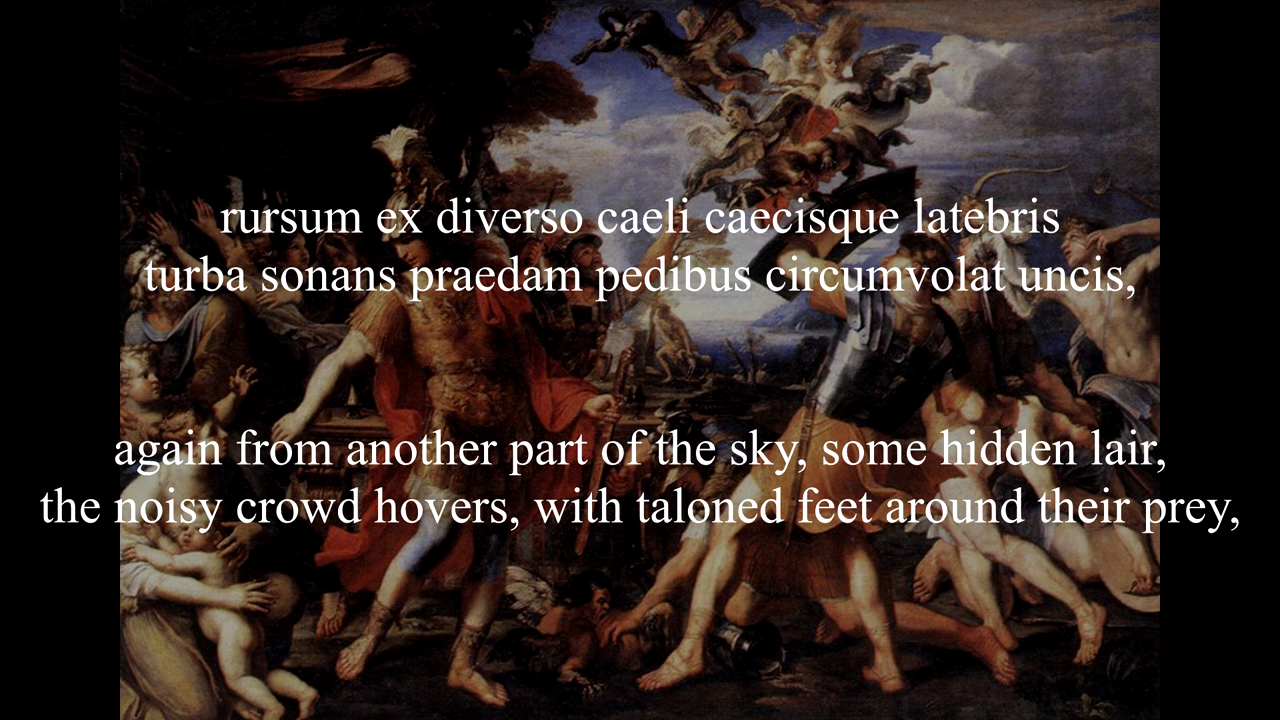 rursum ex diverso caeli caecisque latebris
turba sonans praedam pedibus circumvolat uncis,
again from another part of the sky, some hidden lair,
the noisy crowd hovers, with taloned feet around their prey,